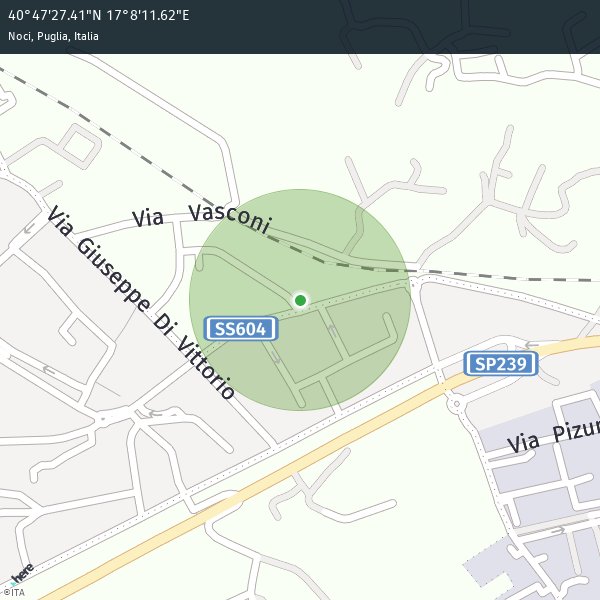 40°47'27.41"N 17°8'11.62"E
Noci, Puglia, Italia
Via Vasconi
Via Giuseppe Di Vittorio
SS604
SP239
Via Pizur
here
©ITA